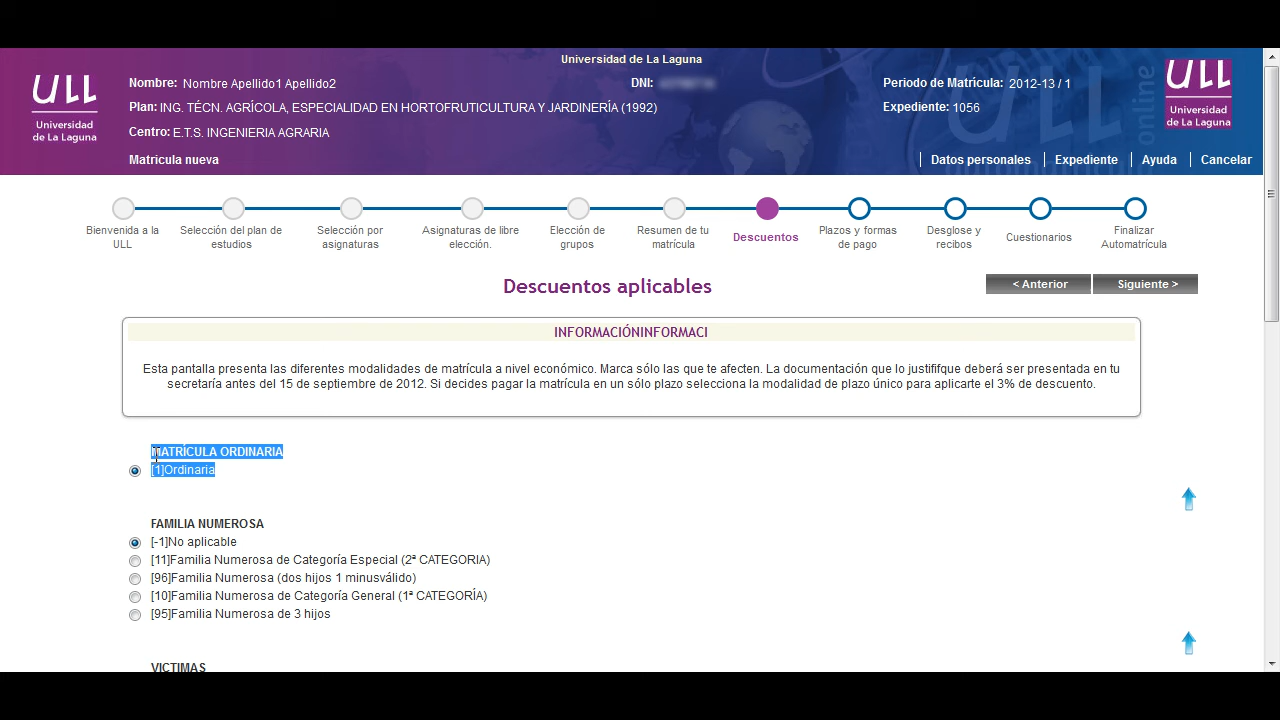 Universidad de La Laguna
ULL
Universidad
de La Laguna
Nombre: Nombre Apellido1 Apellido2
DNI:
Periodo de Matrícula: 2012-13 / 1
Plan: ING. TÉCN. AGRÍCOLA, ESPECIALIDAD EN HORTOFRUTICULTURA Y JARDINERÍA (1992)
Expediente: 1056
Centro: E.T.S. INGENIERIA AGRARIA
ULL
online
ULL
Universidad
de La Laguna
Matricula nueva
Datos personales
Expediente
Ayuda
Cancelar
Bienvenida a la
ULL
Selección del plan de
estudios
Selección por
asignaturas
Asignaturas de libre
elección.
Elección de
grupos
Resumen de tu
matrícula
Descuentos
Plazos y formas
de pago
Desglose y
recibos
Cuestionarios
Finalizar
Automatrícula
Descuentos aplicables
< Anterior
Siguiente >
INFORMACIÓNINFORMACI
Esta pantalla presenta las diferentes modalidades de matrícula a nivel económico. Marca sólo las que te afecten. La documentación que lo justififque deberá ser presentada en tu
secretaría antes del 15 de septiembre de 2012. Si decides pagar la matrícula en un sólo plazo selecciona la modalidad de plazo único para aplicarte el 3% de descuento.
MATRÍCULA ORDINARIA
[1]Ordinaria
FAMILIA NUMEROSA
[-1]No aplicable
[11]Familia Numerosa de Categoría Especial (2ª CATEGORIA)
[96]Familia Numerosa (dos hijos 1 minusválido)
[10]Familia Numerosa de Categoría General (1ª CATEGORÍA)
[95]Familia Numerosa de 3 hijos
VICTIMAS